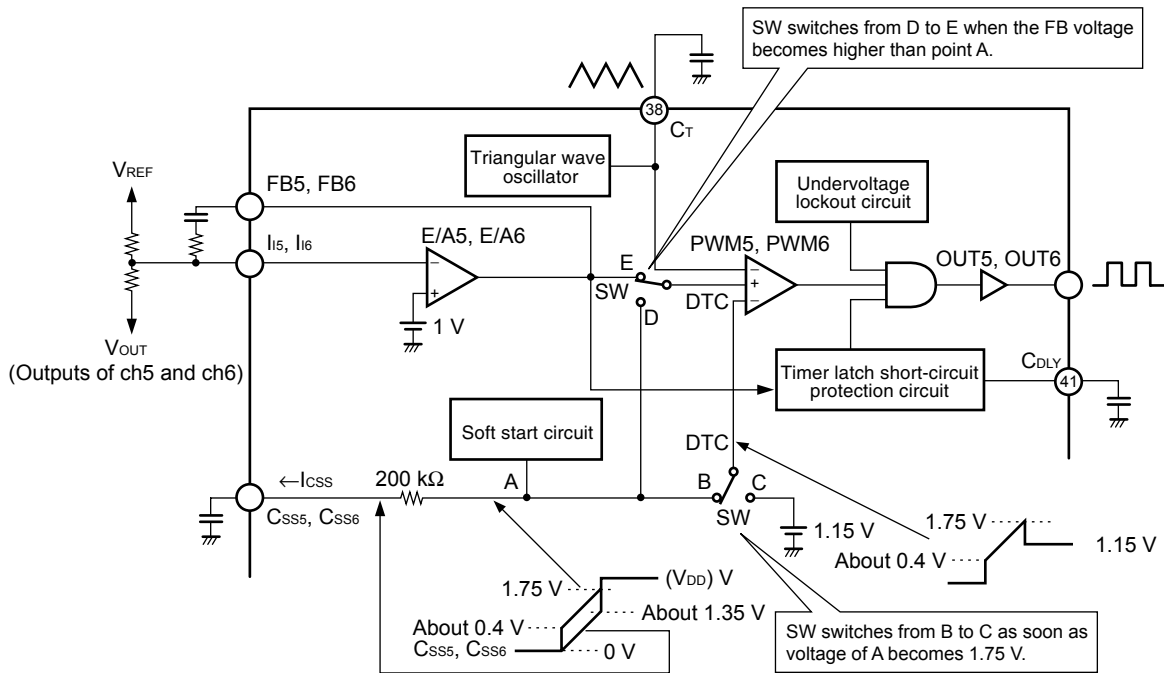 SW switches from D to E when the FB voltage
becomes higher than point A.
38
CT
Triangular wave
oscillator
VREF
FB5, FB6
Undervoltage
lockout circuit
II5, II6
E/A5, E/A6
PWM5, PWM6
OUT5, OUT6
E
SW
D
DTC
−
+
−
+
−
1 V
VOUT
(Outputs of ch5 and ch6)
Timer latch short-circuit
protection circuit
CDLY
41
Soft start circuit
DTC
←ICSS
200 kΩ
A
B
C
SW
CSS5, CSS6
1.15 V
1.75 V
1.15 V
About 0.4 V
1.75 V
(VDD) V
About 1.35 V
About 0.4 V
CSS5, CSS6
0 V
SW switches from B to C as soon as
voltage of A becomes 1.75 V.